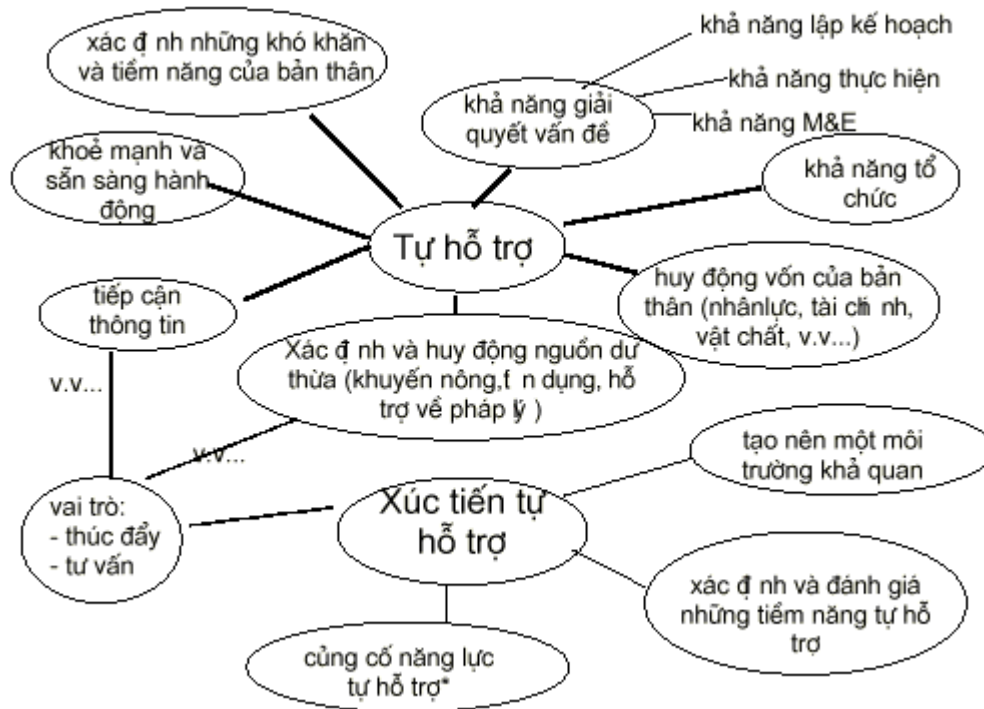 xác định những khó khăn
và tiềm năng của bản thân
khả năng giải
quyết vấn đề
khả năng lập kế hoạch
khả năng thực hiện
khả năng M&E
khoẻ mạnh và
sẵn sàng hành
động
khả năng tổ
chức
Tự hỗ trợ
tiếp cận
thông tin
huy động vốn của bản
thân (nhânlực, tài chính,
vật chất, v.v...)
Xác định và huy động nguồn dư
thừa (khuyến nông,tín dụng, hỗ
trợ về pháp lý )
v.v...
v.v...
tạo nên một môi
trường khả quan
vai trò:
- thúc đẩy
- tư vấn
Xúc tiến tự
hỗ trợ
xác định và đánh giá
những tiềm năng tự hỗ
trợ
củng cố năng lực
tự hỗ trợ*